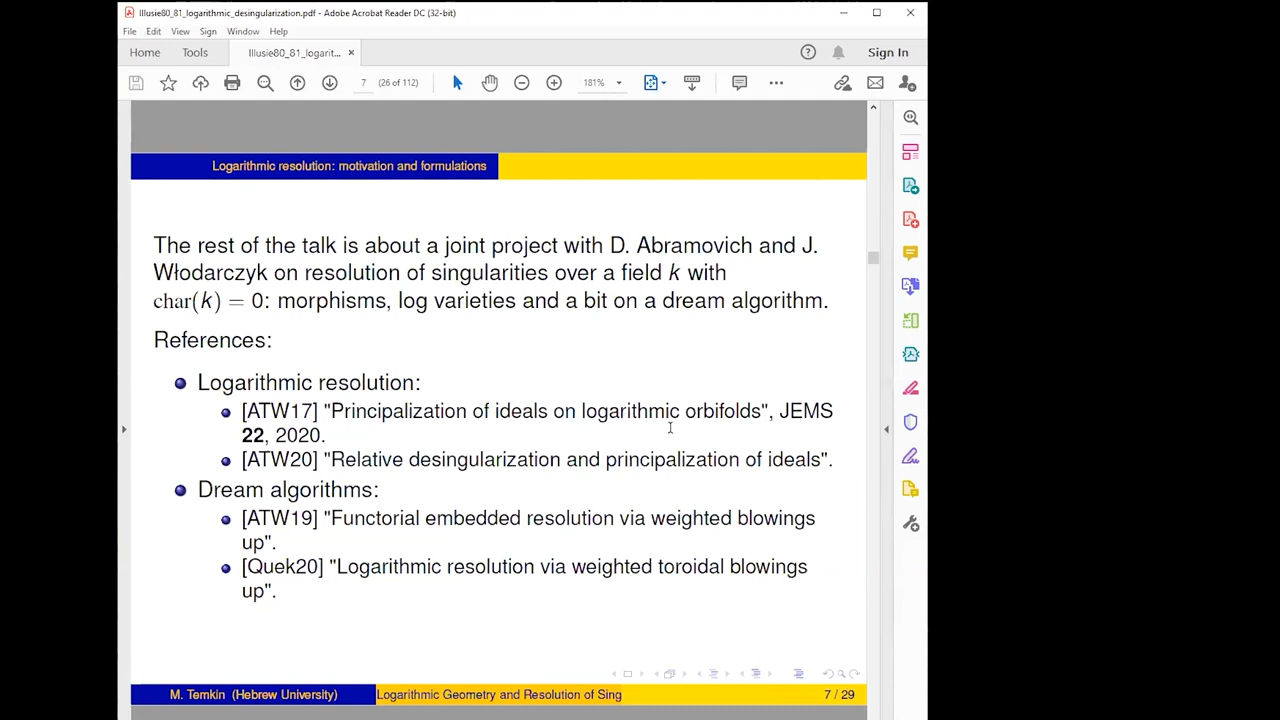 Illusie80_81_logarithmic_desingularization.pdf - Adobe Acrobat Reader DC (32-bit)
File Edit View Sign Window Help
Home Tools Illusie80_81_logarit... × Sign In
7 (26 of 112) 181%
Logarithmic resolution: motivation and formulations
The rest of the talk is about a joint project with D. Abramovich and J.
Włodarczyk on resolution of singularities over a field k with
char(k) = 0: morphisms, log varieties and a bit on a dream algorithm.
References:
Logarithmic resolution:
[ATW17] "Principalization of ideals on logarithmic orbifolds", JEMS
22, 2020.
[ATW20] "Relative desingularization and principalization of ideals".
Dream algorithms:
[ATW19] "Functorial embedded resolution via weighted blowings
up".
[Quek20] "Logarithmic resolution via weighted toroidal blowings
up".
M. Temkin (Hebrew University) Logarithmic Geometry and Resolution of Sing 7 / 29